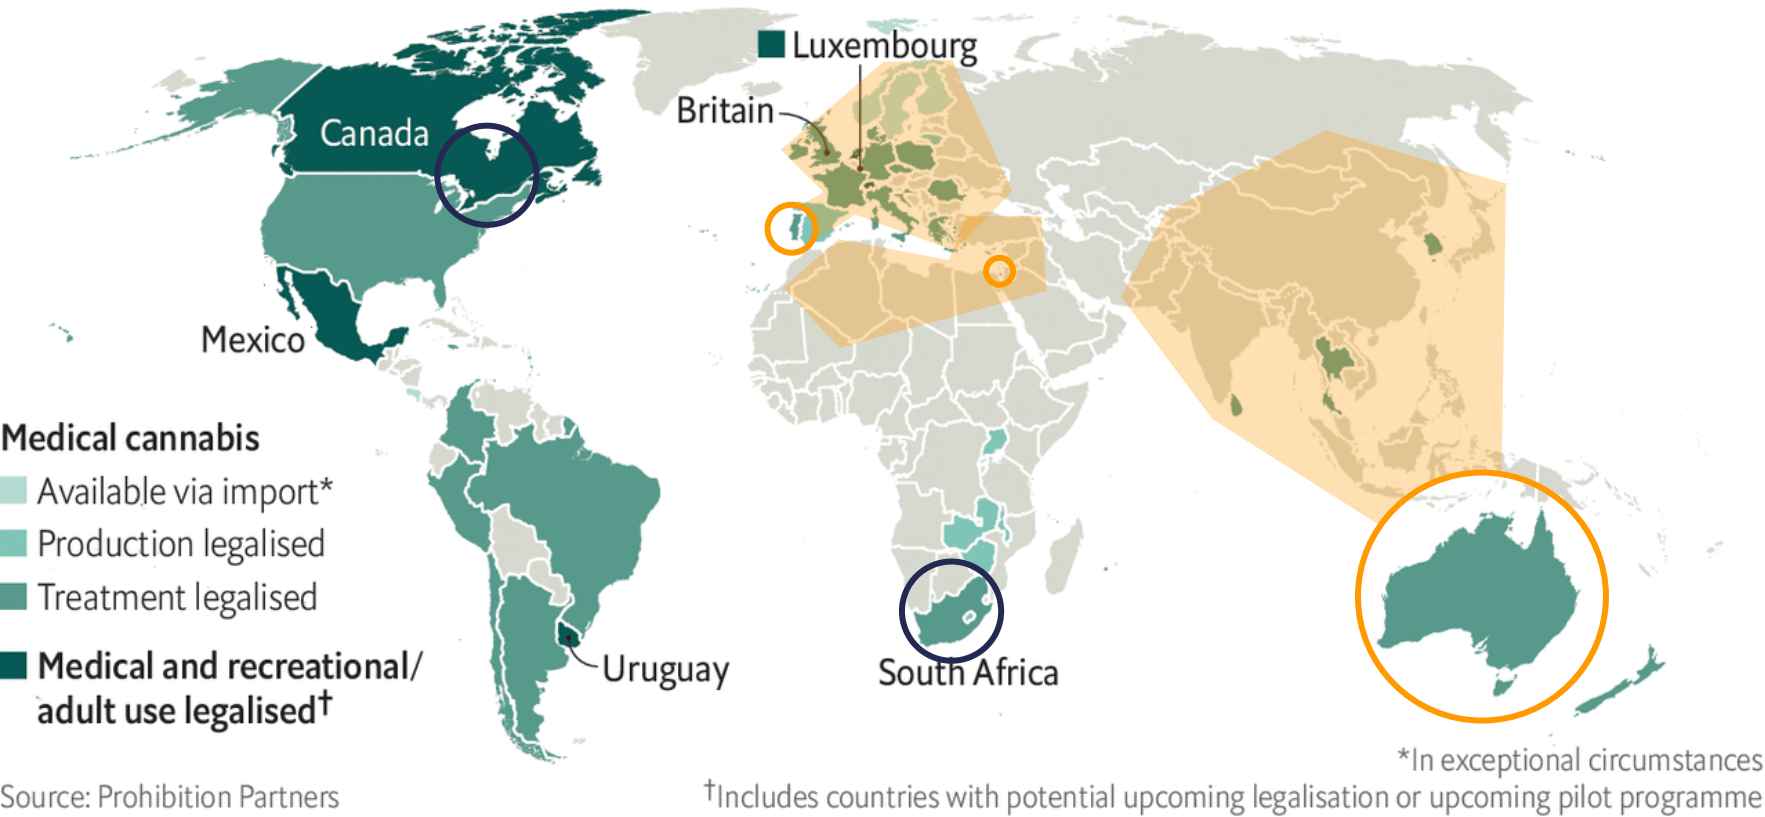 Luxembourg
Britain
Canada
Mexico
Medical cannabis
Available via import*
Production legalised
Treatment legalised
Medical and recreational/
adult use legalised†
Uruguay
South Africa
*In exceptional circumstances
Source: Prohibition Partners
†Includes countries with potential upcoming legalisation or upcoming pilot programme